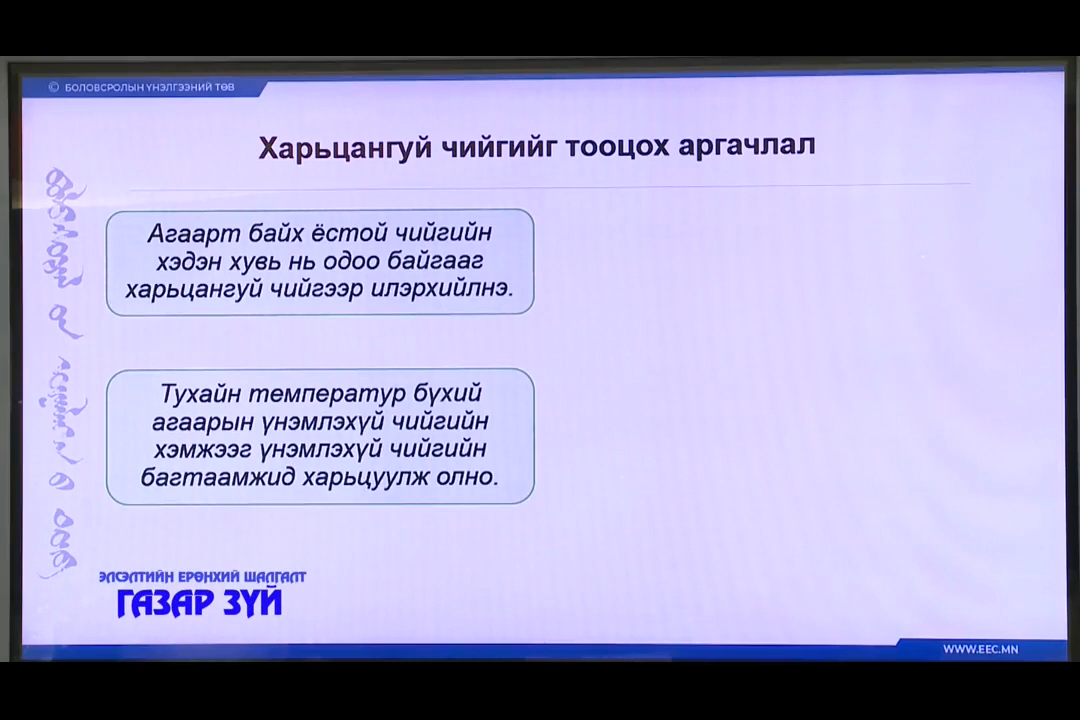 © БОЛОВСРОЛЫН ҮНЭЛГЭЭНИЙ ТӨВ
Харьцангуй чийгийг тооцох аргачлал
Агаарт байх ёстой чийгийн
хэдэн хувь нь одоо байгааг
харьцангуй чийгээр илэрхийлнэ.
Тухайн температур бүхий
агаарын үнэмлэхүй чийгийн
хэмжээг үнэмлэхүй чийгийн
багтаамжид харьцуулж олно.
ЭЛСЭЛТИЙН ЕРӨНХИЙ ШАЛГАЛТ
ГАЗАР ЗҮЙ
WWW.EEC.MN